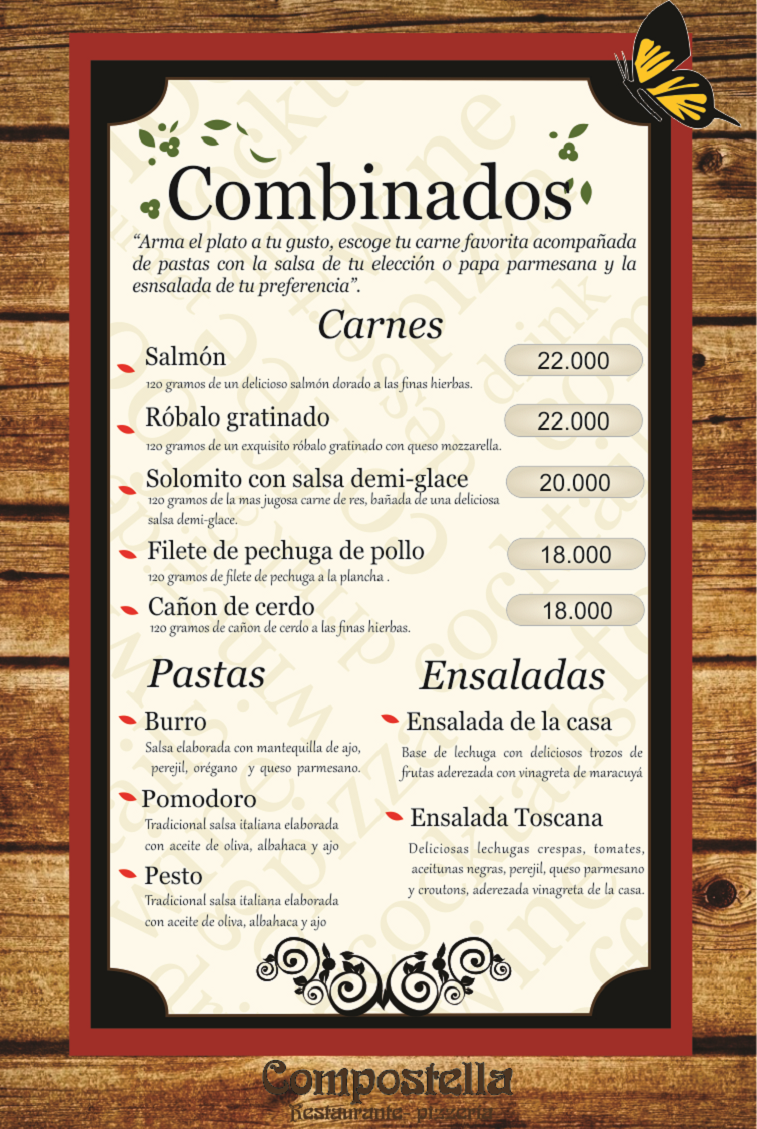 Combinados
“Arma el plato a tu gusto, escoge tu carne favorita acompañada
de pastas con la salsa de tu elección o papa parmesana y la
esnsalada de tu preferencia”.
Carnes
Salmón 22.000
120 gramos de un delicioso salmón dorado a las finas hierbas.
Róbalo gratinado 22.000
120 gramos de un exquisito róbalo gratinado con queso mozzarella.
Solomito con salsa demi-glace 20.000
120 gramos de la mas jugosa carne de res, bañada de una deliciosa
salsa demi-glace.
Filete de pechuga de pollo 18.000
120 gramos de filete de pechuga a la plancha .
Cañon de cerdo 18.000
120 gramos de cañon de cerdo a las finas hierbas.
Pastas
Burro
Salsa elaborada con mantequilla de ajo,
perejil, orégano y queso parmesano.
Pomodoro
Tradicional salsa italiana elaborada
con aceite de oliva, albahaca y ajo
Pesto
Tradicional salsa italiana elaborada
con aceite de oliva, albahaca y ajo
Ensaladas
Ensalada de la casa
Base de lechuga con deliciosos trozos de
frutas aderezada con vinagreta de maracuyá
Ensalada Toscana
Deliciosas lechugas crespas, tomates,
aceitunas negras, perejil, queso parmesano
y croutons, aderezada vinagreta de la casa.
Compostella
Restaurante pizzeria